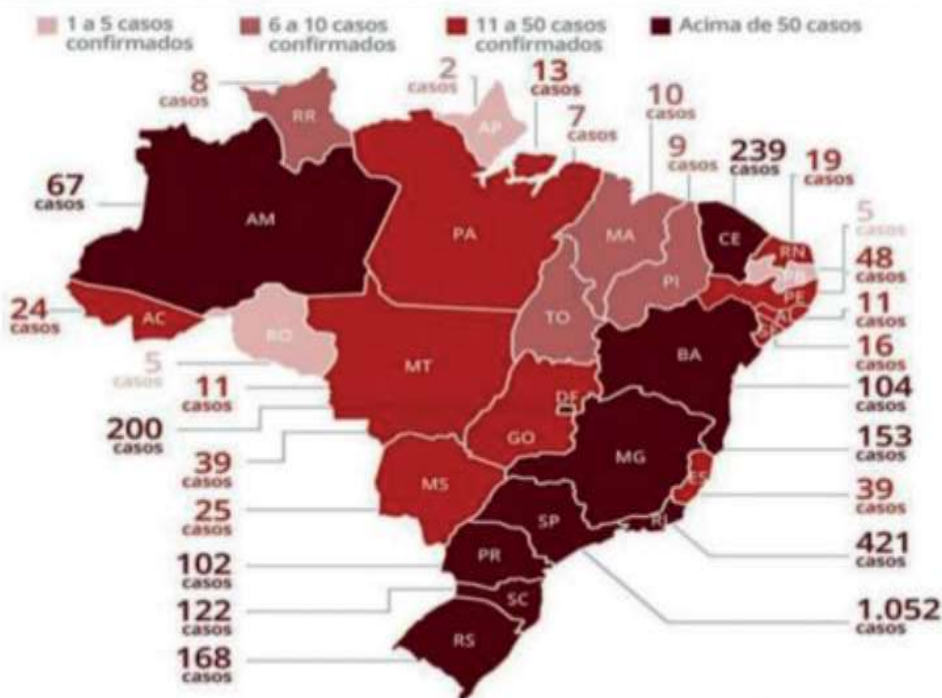 1 a 5 casos
confirmados
6 a 10 casos
confirmados
11 a 50 casos
confirmados
Acima de 50 casos
8
casos
2
casos
13
casos
7
casos
10
casos
9
casos
239
casos
19
casos
5
casos
48
casos
11
casos
16
casos
104
casos
153
casos
39
casos
421
casos
1.052
casos
67
casos
24
casos
5
casos
11
casos
200
casos
39
casos
25
casos
102
casos
122
casos
168
casos
RR
AP
AM
PA
MA
CE
RN
PB
PI
PE
AL
AC
RO
TO
SE
MT
BA
DF
GO
MG
ES
MS
SP
RJ
PR
SC
RS